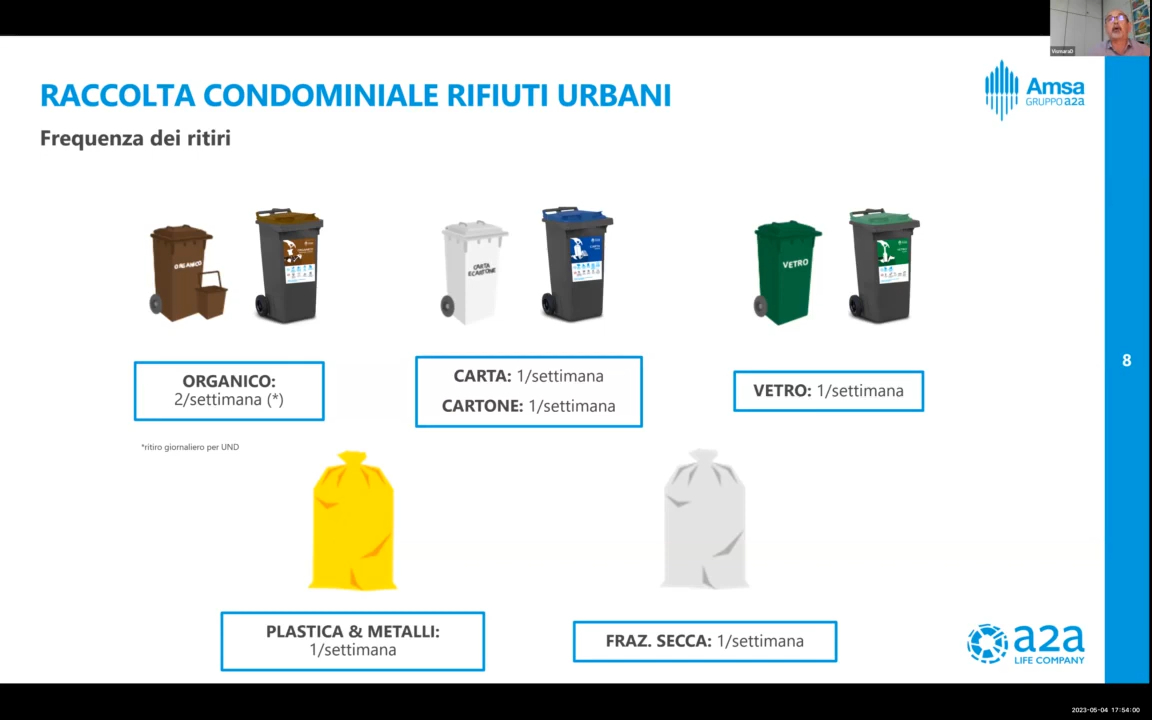 VismaraD
RACCOLTA CONDOMINIALE RIFIUTI URBANI
Frequenza dei ritiri
Amsa
GRUPPO a2a
ORGANICO
CARTA
E CARTONE
VETRO
ORGANICO:
2/settimana (*)
CARTA: 1/settimana
CARTONE: 1/settimana
VETRO: 1/settimana
8
*ritiro giornaliero per UND
PLASTICA & METALLI:
1/settimana
FRAZ. SECCA: 1/settimana
a2a
LIFE COMPANY
2023-05-04 17:54:00